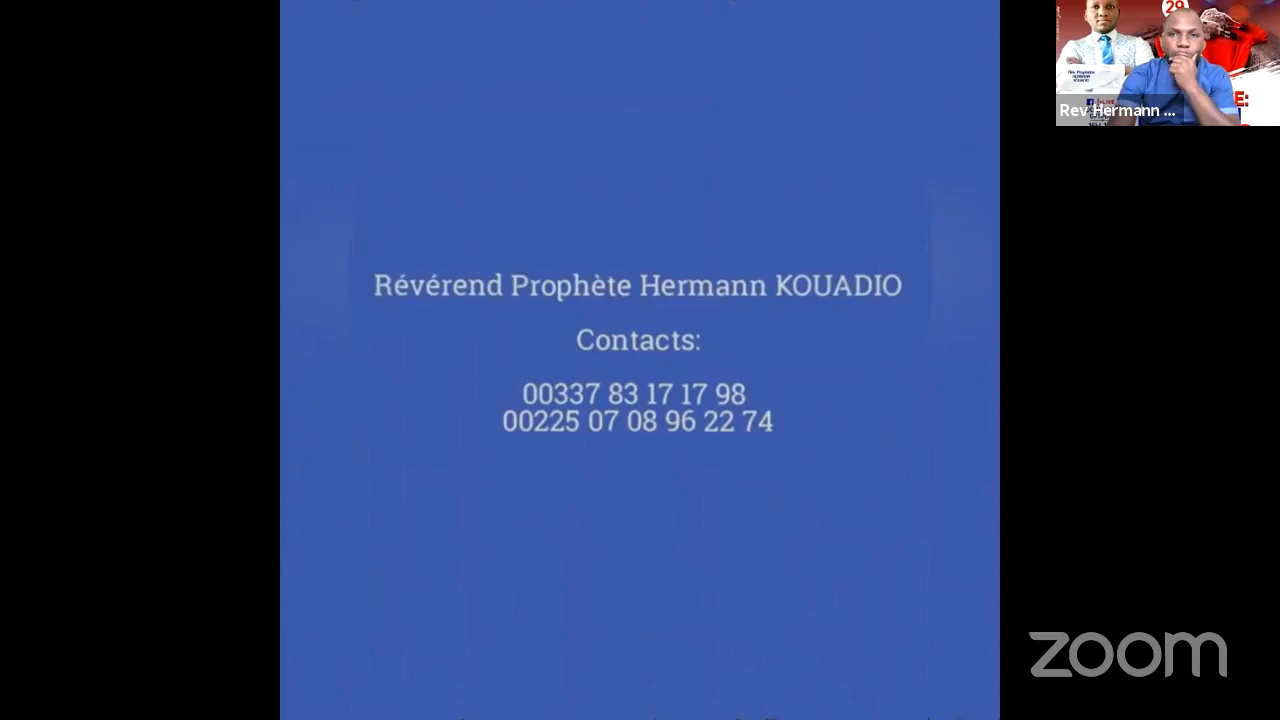 Révérend Prophète Hermann KOUADIO
Contacts:
00337 83 17 17 98
00225 07 08 96 22 74
29
Rev Hermann ...
E:
zoom